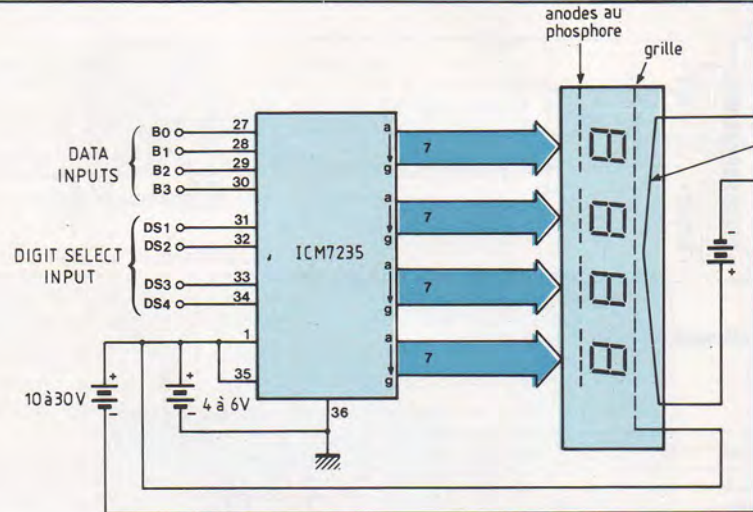 anodes au
phosphore
grille
DATA
INPUTS
B0
B1
B2
B3
27
28
29
30
DIGIT SELECT
INPUT
DS1
DS2
DS3
DS4
31
32
33
34
ICM7235
a
g
7
a
g
7
a
g
7
a
g
7
1
35
36
+
-
10 à 30 V
+
-
4 à 6V
-
+